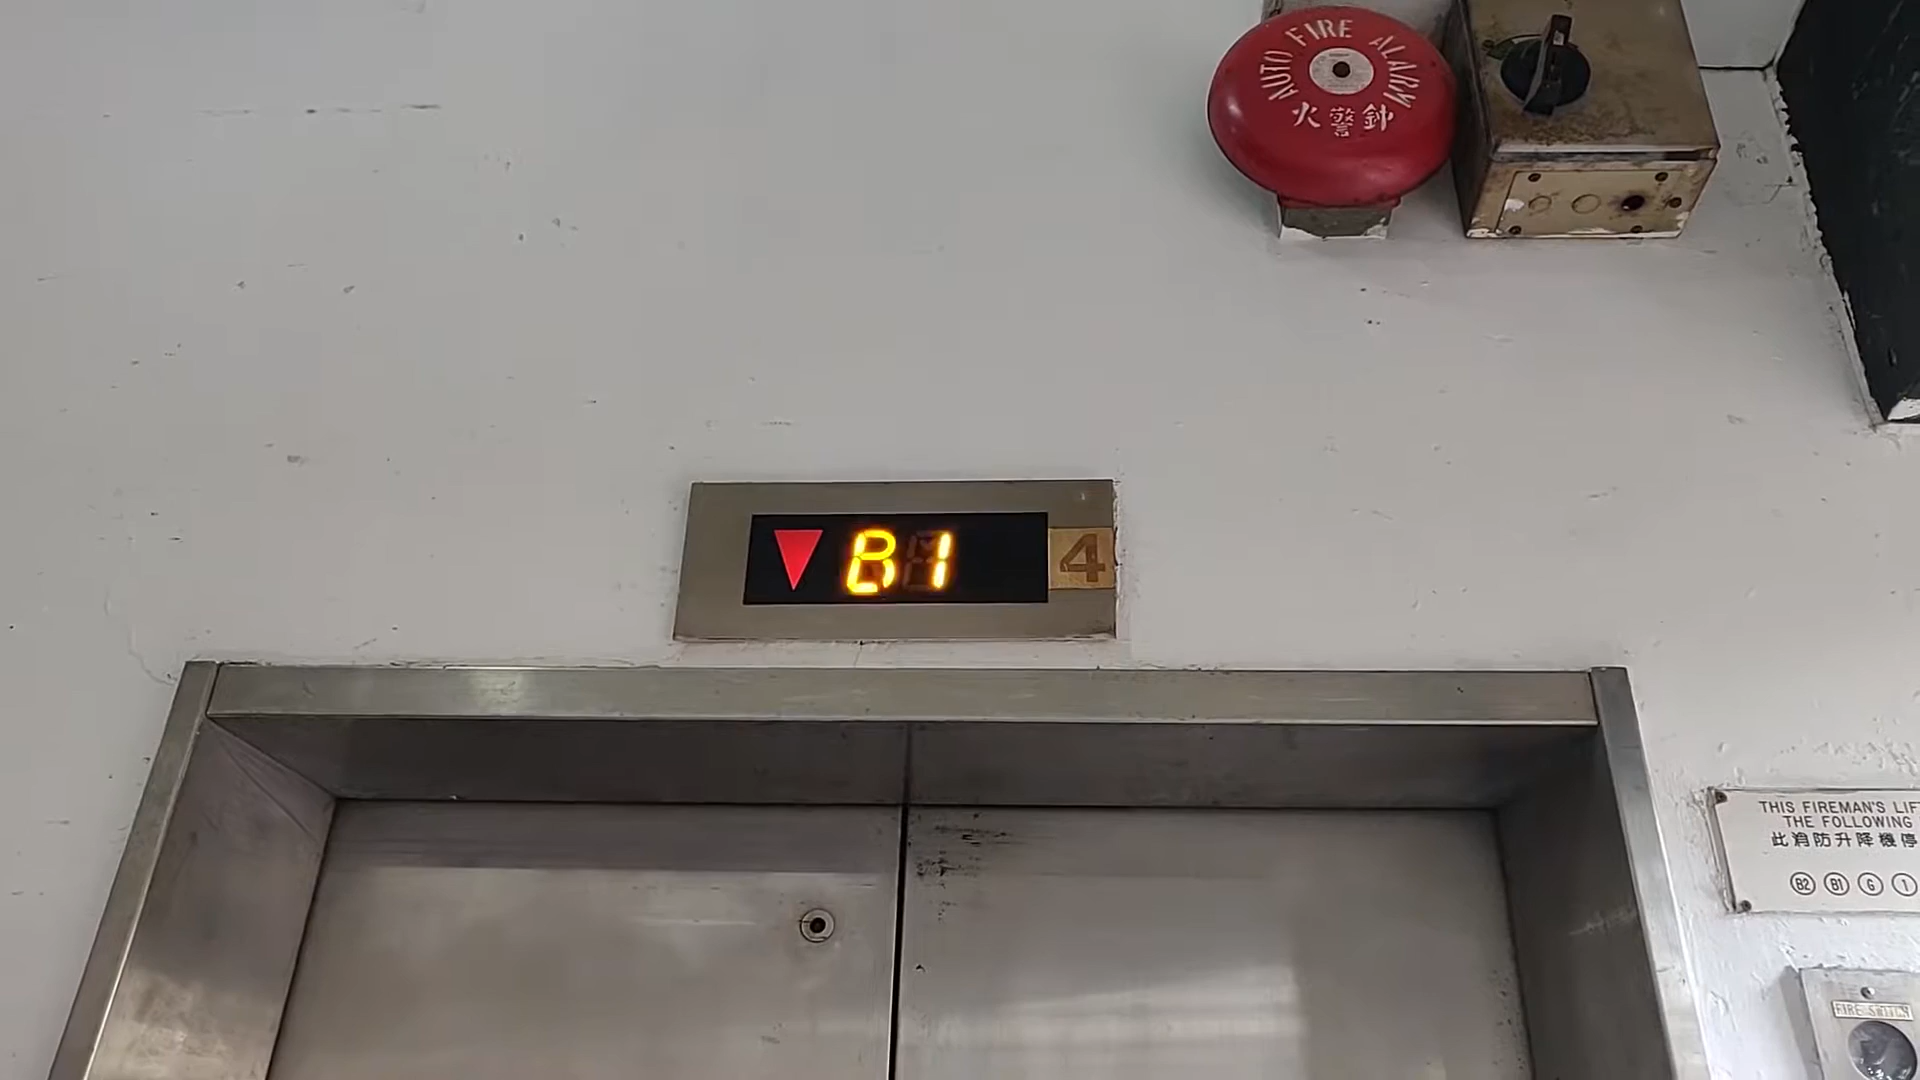 AUTO FIRE ALARM
火警鈡
B1
4
THIS FIREMAN'S LIF
THE FOLLOWING
此消防升降機停
B2 B1 G 1
FIRE SWITCH